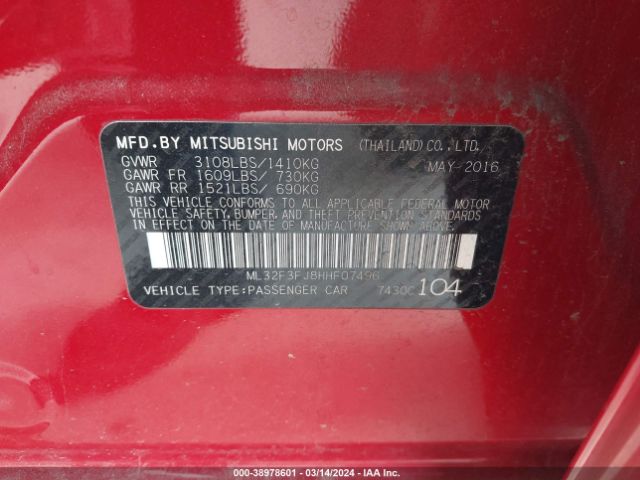 MFD.BY MITSUBISHI MOTORS (THAILAND)CO.,LTD.
GVWR 3108LBS/1410KG MAY-2016
GAWR FR 1609LBS/ 730KG
GAWR RR 1521LBS/ 690KG
THIS VEHICLE CONFORMS TO ALL APPLICABLE FEDERAL MOTOR
VEHICLE SAFETY, BUMPER, AND THEFT PREVENTION STANDARDS
IN EFFECT ON THE DATE OF MANUFACTURE SHOWN ABOVE.
ML32F3FJ8HHF07496
VEHICLE TYPE:PASSENGER CAR 7430C 104
000-38978601 - 03/14/2024 - IAA Inc.